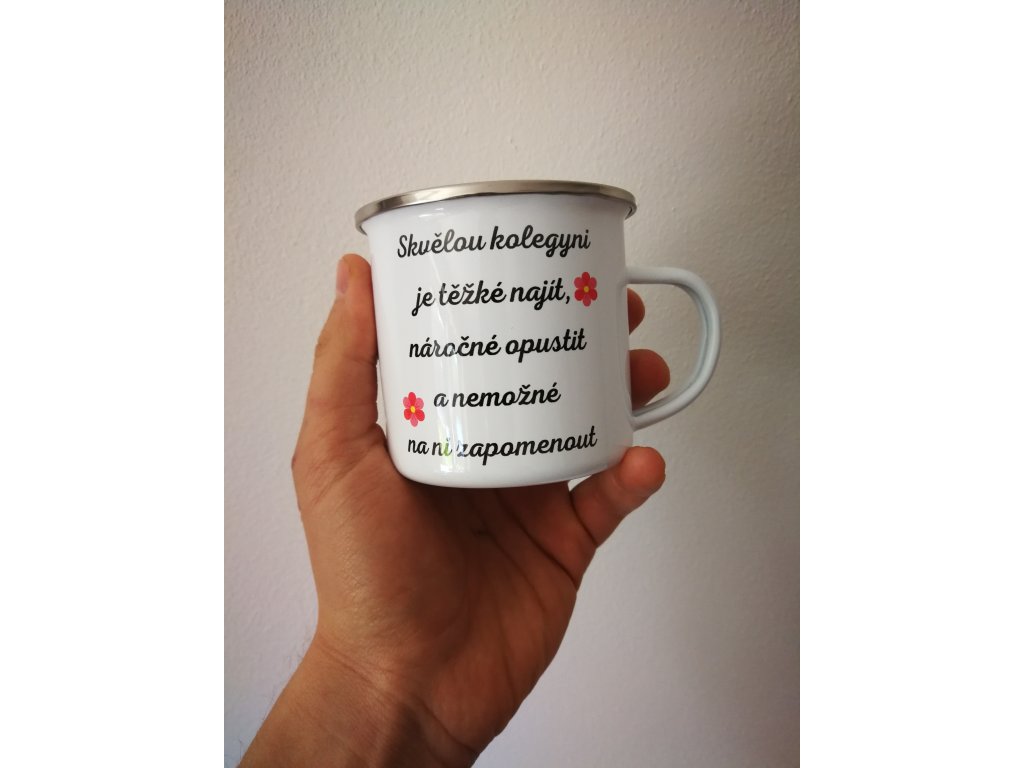 Skvělou kolegyni
je těžké najít,
náročné opustit
a nemožné
na ni zapomenout